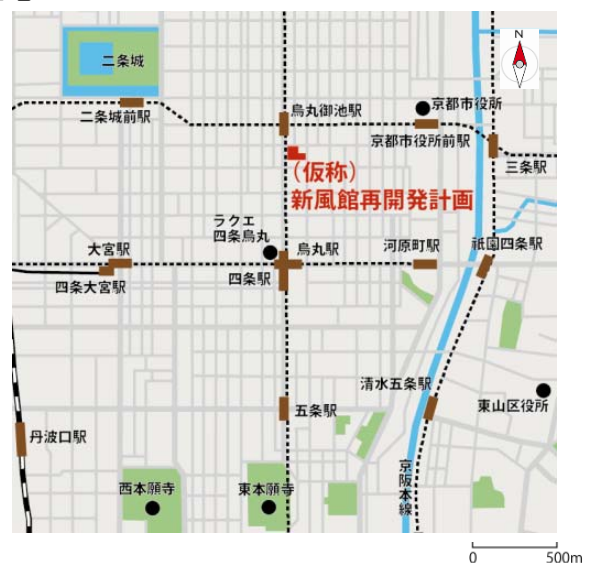 N
二条城
京都市役所
烏丸御池駅
二条城前駅
京都市役所前駅
三条駅
（仮称）
新風館再開発計画
ラクエ
四条烏丸
大宮駅
烏丸駅
河原町駅
祇園四条駅
四条大宮駅
四条駅
清水五条駅
五条駅
東山区役所
丹波口駅
京阪本線
西本願寺
東本願寺
0 500m